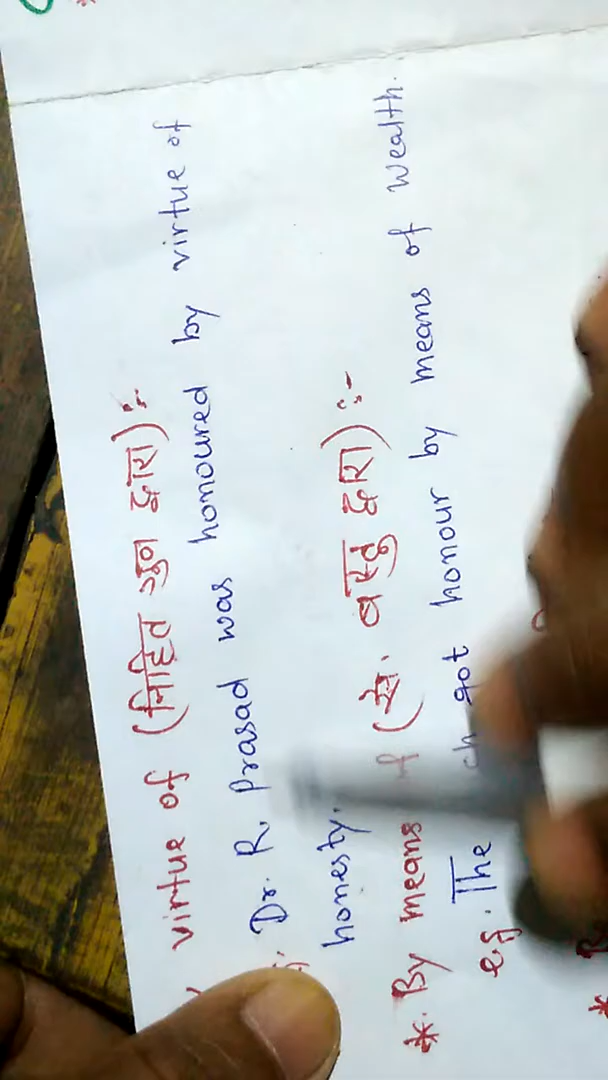 virtue of (निहित गुन द्वारा) :-
Dr. R. Prasad was honoured by virtue of
honesty.
*. By means of (से. वस्तु द्वारा) :-
eg. The got honour by means of wealth.